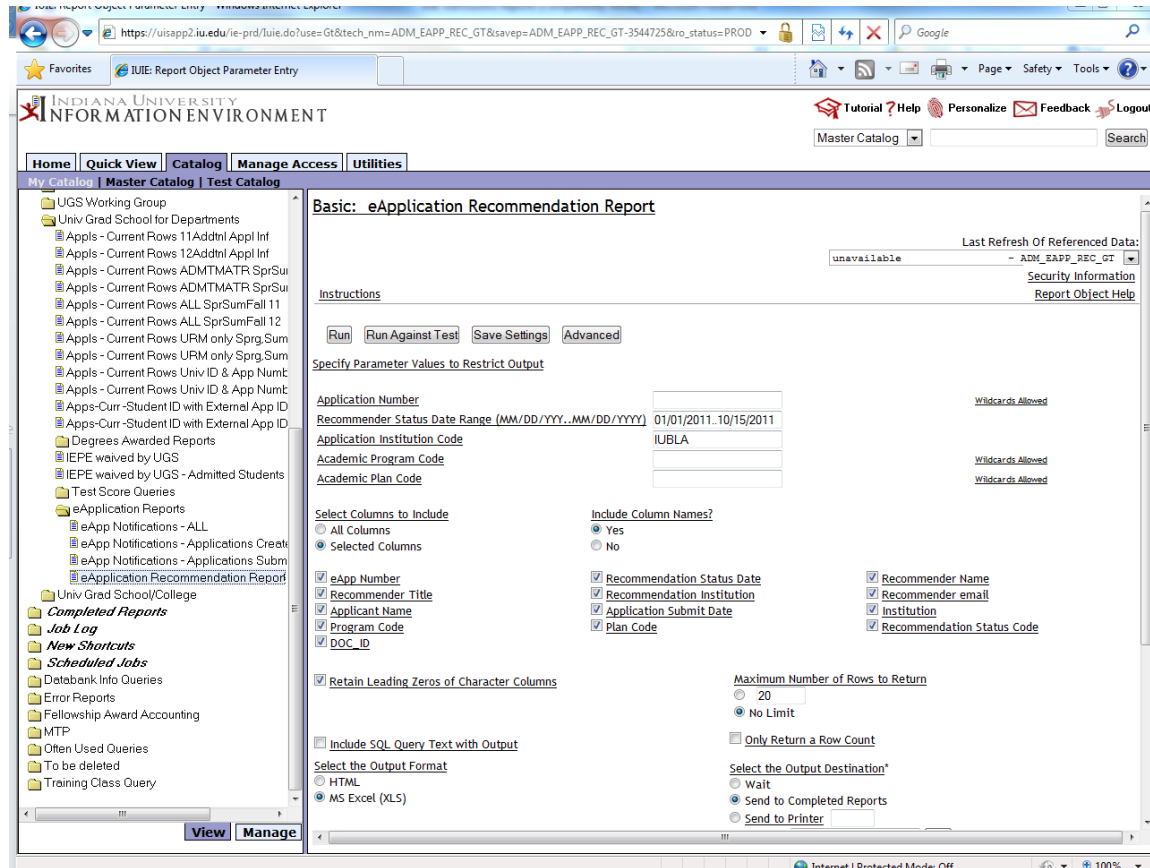 IUIE: Report Object Parameter Entry - Windows Internet Explorer
https://uisapp2.iu.edu/ie-prd/Iuie.do?use=Gt&tech_nm=ADM_EAPP_REC_GT&savep=ADM_EAPP_REC_GT-3544725&ro_status=PROD
Google
Favorites
IUIE: Report Object Parameter Entry
Page Safety Tools
INDIANA UNIVERSITY
INFORMATION ENVIRONMENT
Tutorial ? Help Personalize Feedback Logout
Master Catalog Search
Home Quick View Catalog Manage Access Utilities
My Catalog | Master Catalog | Test Catalog
UGS Working Group
Univ Grad School for Departments
Appls - Current Rows 11Addtnl Appl Inf
Appls - Current Rows 12Addtnl Appl Inf
Appls - Current Rows ADMTMATR SprSu
Appls - Current Rows ADMTMATR SprSu
Appls - Current Rows ALL SprSumFall 11
Appls - Current Rows ALL SprSumFall 12
Appls - Current Rows URM only Sprg,Sum
Appls - Current Rows URM only Sprg,Sum
Appls - Current Rows Univ ID & App Numb
Appls - Current Rows Univ ID & App Numb
Apps-Curr -Student ID with External App ID
Apps-Curr -Student ID with External App ID
Degrees Awarded Reports
IEPE waived by UGS
IEPE waived by UGS - Admitted Students
Test Score Queries
eApplication Reports
eApp Notifications - ALL
eApp Notifications - Applications Create
eApp Notifications - Applications Subm
eApplication Recommendation Report
Univ Grad School/College
Completed Reports
Job Log
New Shortcuts
Scheduled Jobs
Databank Info Queries
Error Reports
Fellowship Award Accounting
MTP
Often Used Queries
To be deleted
Training Class Query
View Manage
Basic: eApplication Recommendation Report
Last Refresh Of Referenced Data:
unavailable - ADM_EAPP_REC_GT
Security Information
Instructions Report Object Help
Run Run Against Test Save Settings Advanced
Specify Parameter Values to Restrict Output
Application Number Wildcards Allowed
Recommender Status Date Range (MM/DD/YYY..MM/DD/YYYY) 01/01/2011..10/15/2011
Application Institution Code IUBLA
Academic Program Code Wildcards Allowed
Academic Plan Code Wildcards Allowed
Select Columns to Include Include Column Names?
All Columns Yes
Selected Columns No
eApp Number Recommendation Status Date Recommender Name
Recommender Title Recommendation Institution Recommender email
Applicant Name Application Submit Date Institution
Program Code Plan Code Recommendation Status Code
DOC_ID
Retain Leading Zeros of Character Columns Maximum Number of Rows to Return
20
No Limit
Include SQL Query Text with Output Only Return a Row Count
Select the Output Format Select the Output Destination*
HTML Wait
MS Excel (XLS) Send to Completed Reports
Send to Printer
Internet | Protected Mode: Off 100%